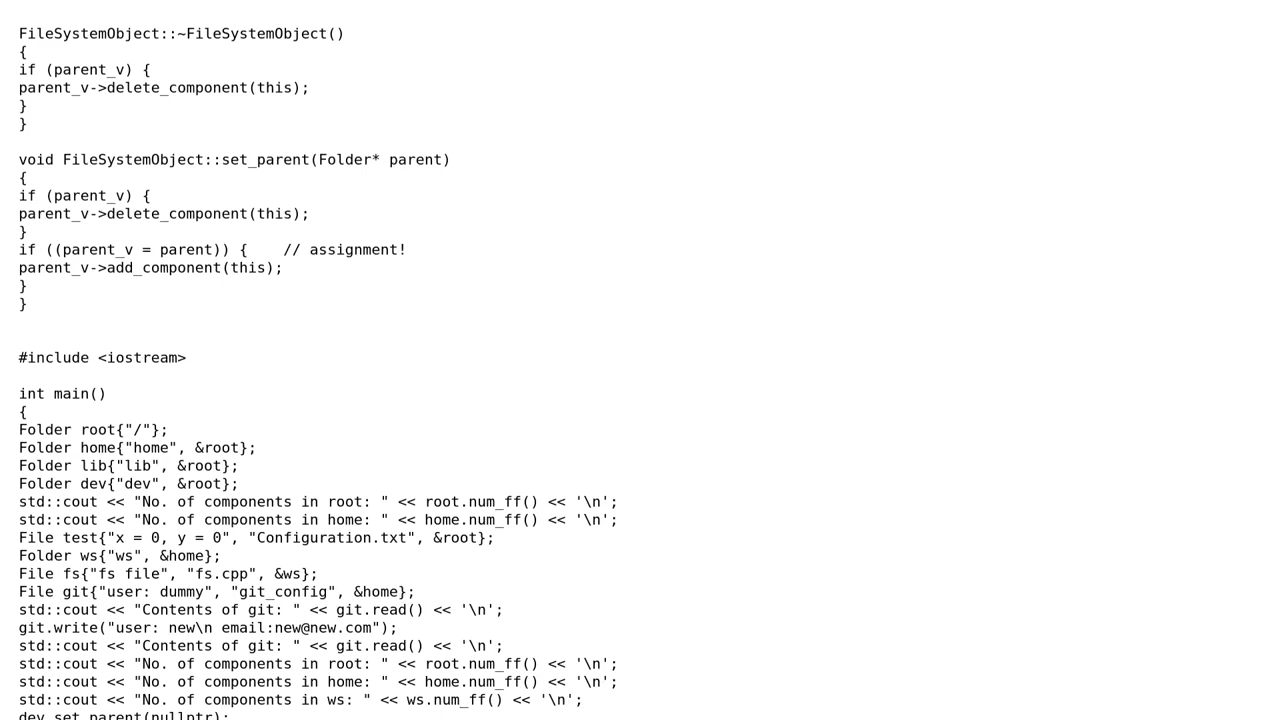 FileSystemObject::~FileSystemObject()
{
if (parent_v) {
parent_v->delete_component(this);
}
}
void FileSystemObject::set_parent(Folder* parent)
{
if (parent_v) {
parent_v->delete_component(this);
}
if ((parent_v = parent)) {    // assignment!
parent_v->add_component(this);
}
}
#include <iostream>
int main()
{
Folder root{"/"};
Folder home{"home", &root};
Folder lib{"lib", &root};
Folder dev{"dev", &root};
std::cout << "No. of components in root: " << root.num_ff() << '\n';
std::cout << "No. of components in home: " << home.num_ff() << '\n';
File test{"x = 0, y = 0", "Configuration.txt", &root};
Folder ws{"ws", &home};
File fs{"fs file", "fs.cpp", &ws};
File git{"user: dummy", "git_config", &home};
std::cout << "Contents of git: " << git.read() << '\n';
git.write("user: new\n email:new@new.com");
std::cout << "Contents of git: " << git.read() << '\n';
std::cout << "No. of components in root: " << root.num_ff() << '\n';
std::cout << "No. of components in home: " << home.num_ff() << '\n';
std::cout << "No. of components in ws: " << ws.num_ff() << '\n';
dev.set_parent(nullptr);